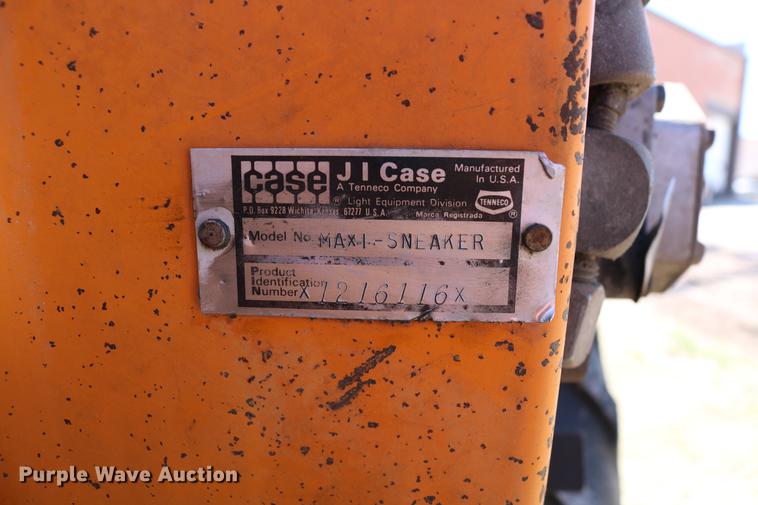 case
J I Case
A Tenneco Company
Manufactured
In U.S.A.
® Light Equipment Division
TENNECO
P.O. Box 9228 Wichita, Kansas 67277 U.S.A.
Marca Registrada ®
Model No. MAXI-SNEAKER
Product
Identification
Number X1216116X
Purple Wave Auction